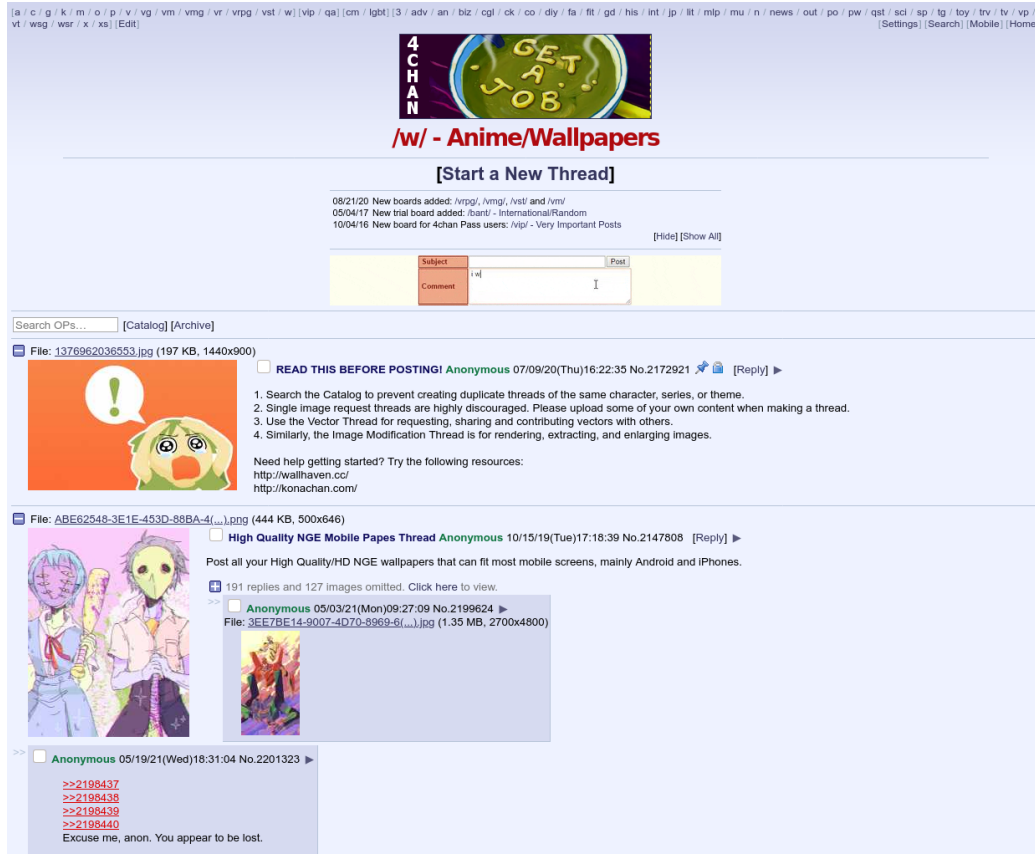 [a / c / g / k / m / o / p / v / vg / vm / vmg / vr / vrpg / vst / w] [vip / qa] [cm / lgbt] [3 / adv / an / biz / cgl / ck / co / diy / fa / fit / gd / his / int / jp / lit / mlp / mu / n / news / out / po / pw / qst / sci / sp / tg / toy / trv / tv / vp /
vt / wsg / wsr / x / xs] [Edit] [Settings] [Search] [Mobile] [Home
4CHAN
GET A JOB
/w/ - Anime/Wallpapers
[Start a New Thread]
08/21/20 New boards added: /vrpg/, /vmg/, /vst/ and /vm/
05/04/17 New trial board added: /bant/ - International/Random
10/04/16 New board for 4chan Pass users: /vip/ - Very Important Posts
[Hide] [Show All]
Subject Post
Comment i w
Search OPs... [Catalog] [Archive]
File: 1376962036553.jpg (197 KB, 1440x900)
READ THIS BEFORE POSTING! Anonymous 07/09/20(Thu)16:22:35 No.2172921 [Reply] ▶
1. Search the Catalog to prevent creating duplicate threads of the same character, series, or theme.
2. Single image request threads are highly discouraged. Please upload some of your own content when making a thread.
3. Use the Vector Thread for requesting, sharing and contributing vectors with others.
4. Similarly, the Image Modification Thread is for rendering, extracting, and enlarging images.
Need help getting started? Try the following resources:
http://wallhaven.cc/
http://konachan.com/
File: ABE62548-3E1E-453D-88BA-4(...).png (444 KB, 500x646)
High Quality NGE Mobile Papes Thread Anonymous 10/15/19(Tue)17:18:39 No.2147808 [Reply] ▶
Post all your High Quality/HD NGE wallpapers that can fit most mobile screens, mainly Android and iPhones.
191 replies and 127 images omitted. Click here to view.
>> Anonymous 05/03/21(Mon)09:27:09 No.2199624 ▶
File: 3EE7BE14-9007-4D70-8969-6(...).jpg (1.35 MB, 2700x4800)
>> Anonymous 05/19/21(Wed)18:31:04 No.2201323 ▶
>>2198437
>>2198438
>>2198439
>>2198440
Excuse me, anon. You appear to be lost.